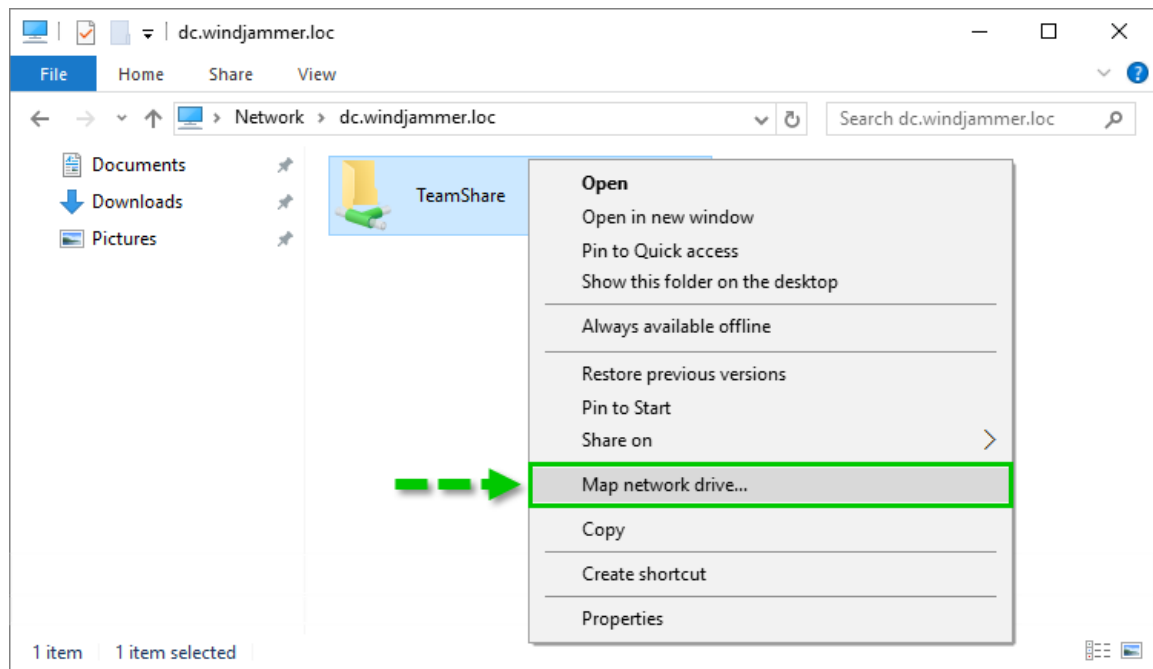 dc.windjammer.loc
File Home Share View
Network dc.windjammer.loc Search dc.windjammer.loc
Documents
Downloads
Pictures
TeamShare
Open
Open in new window
Pin to Quick access
Show this folder on the desktop
Always available offline
Restore previous versions
Pin to Start
Share on
Map network drive...
Copy
Create shortcut
Properties
1 item 1 item selected